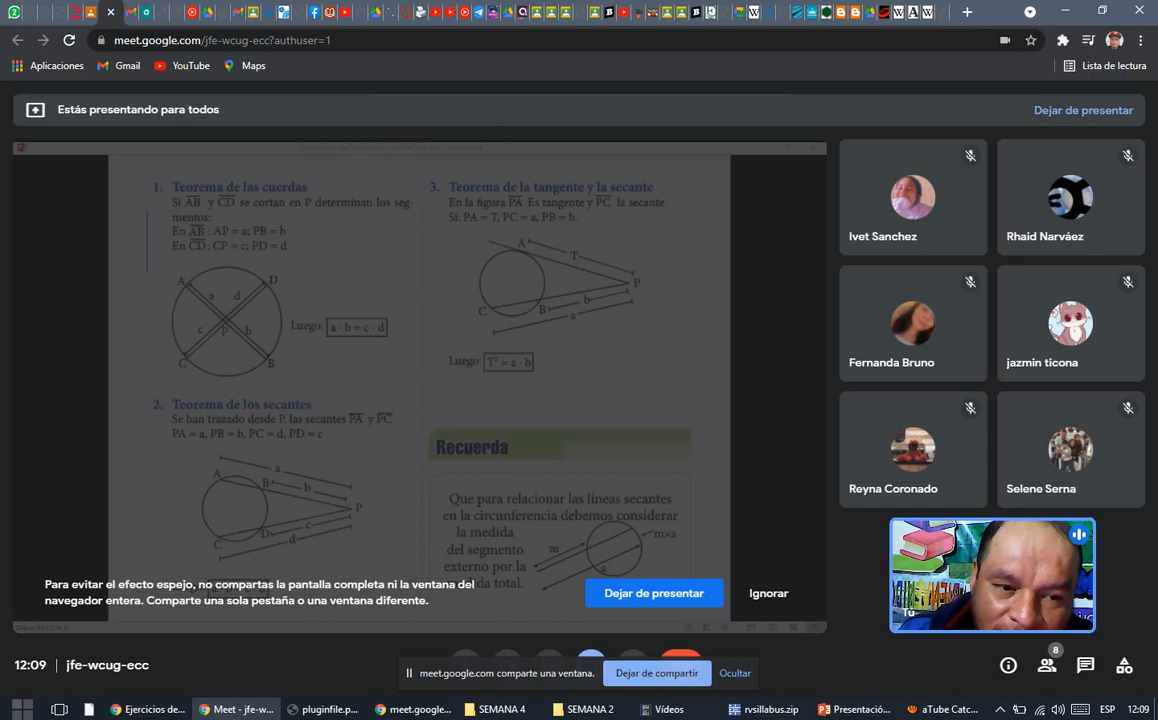 meet.google.com/jfe-wcug-ecc?authuser=1
Aplicaciones
Gmail
YouTube
Maps
Lista de lectura
Estás presentando para todos
Dejar de presentar
1. Teorema de las cuerdas
Si AB y CD se cortan en P determinan los seg-
mentos:
En AB : AP = a; PB = b
En CD: CP = c; PD = d
A
D
a
d
c
P
b
C
B
Luego: a · b = c · d
2. Teorema de los secantes
Se han trazado desde P, las secantes PA y PC
PA = a, PB = b, PC = d, PD = c
a
A
B
b
P
c
D
C
d
3. Teorema de la tangente y la secante
En la figura PA Es tangente y PC la secante.
Si: PA = T, PC = a, PB = b.
A
T
P
b
C
B
a
Luego: T² = a · b
Recuerda
Que para relacionar las líneas secantes
en la circunferencia debemos considerar
la medida
del segmento
externo por la
medida total.
m
m×a
a
Ivet Sanchez
Rhaid Narváez
Fernanda Bruno
jazmin ticona
Reyna Coronado
Selene Serna
Tú
Para evitar el efecto espejo, no compartas la pantalla completa ni la ventana del
navegador entera. Comparte una sola pestaña o una ventana diferente.
Dejar de presentar
Ignorar
12:09
jfe-wcug-ecc
8
meet.google.com comparte una ventana.
Dejar de compartir
Ocultar
Ejercicios de...
Meet - jfe-w...
pluginfile.p...
meet.google...
SEMANA 4
SEMANA 2
Vídeos
rvsillabus.zip
Presentació...
aTube Catc...
ESP
12:09